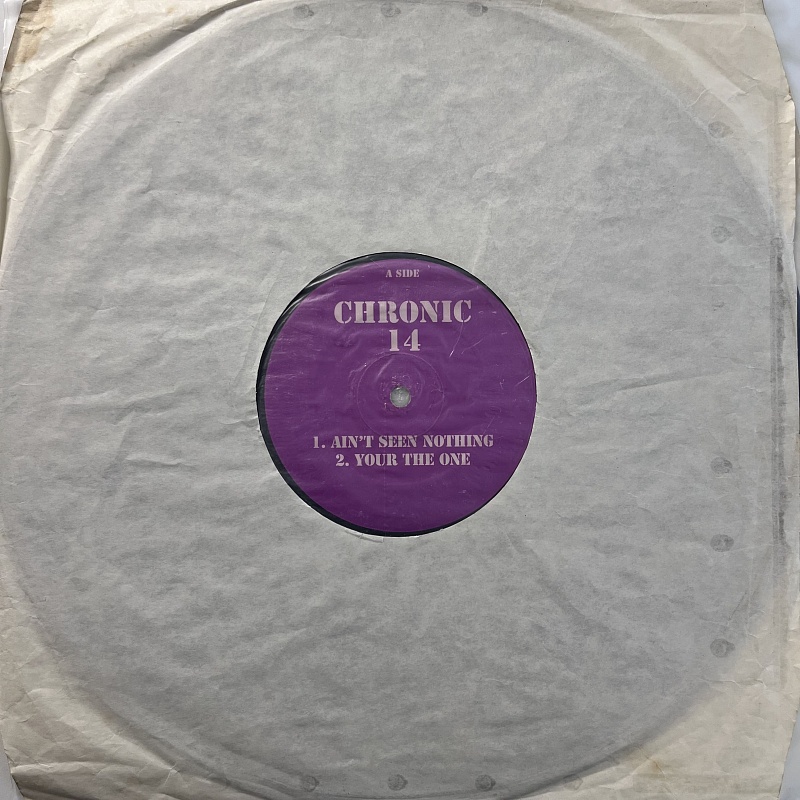 A SIDE
CHRONIC
14
1. AIN'T SEEN NOTHING
2. YOUR THE ONE